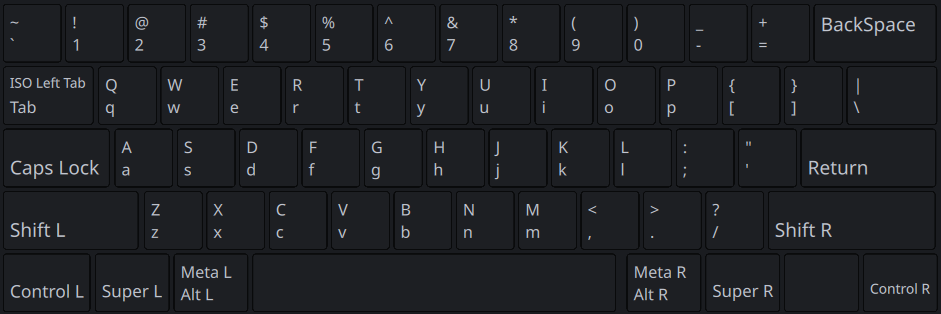 ~ ! @ # $ % ^ & * ( ) _ + BackSpace
` 1 2 3 4 5 6 7 8 9 0 - =
ISO Left Tab Q W E R T Y U I O P { } |
Tab q w e r t y u i o p [ ] \
A S D F G H J K L : "
Caps Lock a s d f g h j k l ; ' Return
Z X C V B N M < > ?
Shift L z x c v b n m , . / Shift R
Meta L Meta R
Control L Super L Alt L Alt R Super R Control R